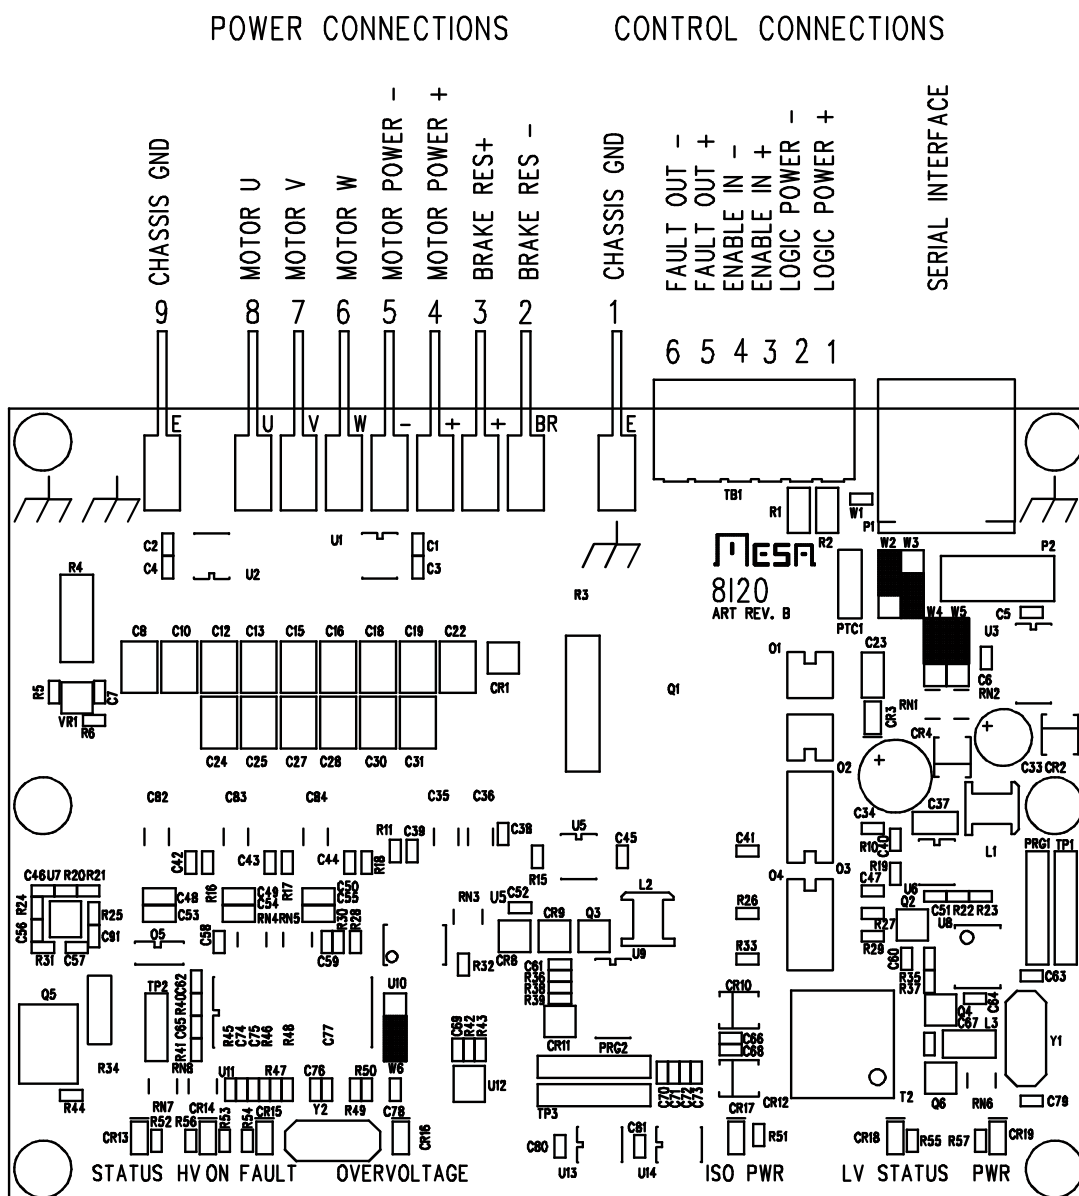 POWER CONNECTIONS CONTROL CONNECTIONS
CHASSIS GND
MOTOR U
MOTOR V
MOTOR W
MOTOR POWER -
MOTOR POWER +
BRAKE RES+
BRAKE RES -
CHASSIS GND
FAULT OUT -
FAULT OUT +
ENABLE IN -
ENABLE IN +
LOGIC POWER -
LOGIC POWER +
SERIAL INTERFACE
9 8 7 6 5 4 3 2 1
6 5 4 3 2 1
E U V W - + + BR E
TB1 R1 R2 W1 P1
C2 C4 U1 U2 C1 C3
MESA
8120
ART REV. B
W2 W3 P2
R4 R3 PTC1 W4 W5 C5 U3
C8 C10 C12 C13 C15 C16 C18 C19 C22 CR1
O1 C23 C6 RN2
R5 VR1 C7 R6 Q1 RN1 CR3 CR4
C24 C25 C27 C28 C30 C31
O2 C33 CR2
C82 C83 C84 C35 C36 C38 C34 C37
R11 C39 U5 C45 C41 R10 C40 L1 PRG1 TP1
C42 R16 C43 R17 C44 R18 R15 O3 R19 C47 U6
C46 U7 R20 R21 C48 C49 C50 RN3 U5 C52 L2 O4
R24 C56 R25 C91 C53 C54 C55 RN4 RN5 CR9 Q3 R26 Q2 C51 R22 R23
R31 C57 O5 C58 C59 R30 R28 CR8 U9 R33 R27 R29 U8
R32 C61 R36 R38 R39 C60 R35 R37 C63 C64
Q5 R34 TP2 C62 R40 C65 R41 U10 CR10 Q4 C67 L3 Y1
R45 C74 C75 R46 R48 C77 C69 R42 R43 CR11 PRG2 C66 C68
RN8 U11 R47 C76 R50 W6 U12 C70 C71 C72 C73
R44 RN7 CR14 R53 CR15 Y2 R49 C78 TP3 CR17 CR12 T2 Q6 RN6 C79
CR13 R52 R56 R54 CR16 C80 U13 C81 U14 R51 CR18 R55 R57 CR19
STATUS HV ON FAULT OVERVOLTAGE ISO PWR LV STATUS PWR